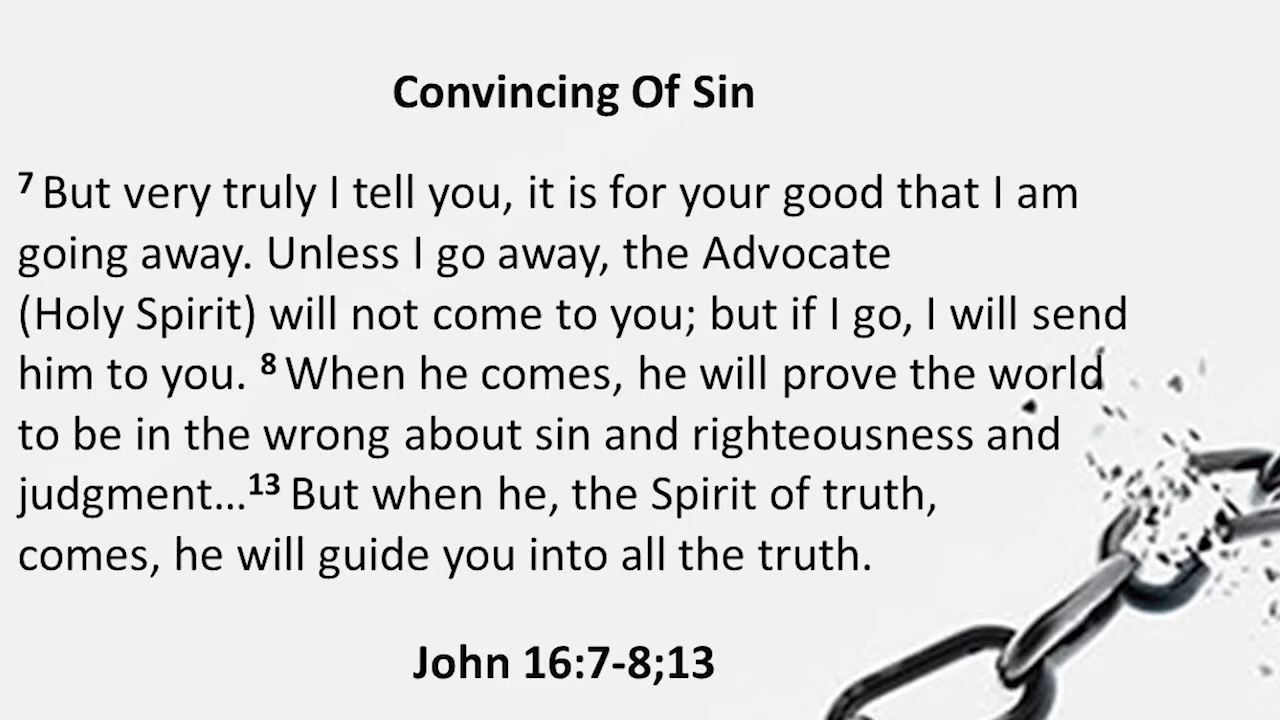 Convincing Of Sin
⁷ But very truly I tell you, it is for your good that I am
going away. Unless I go away, the Advocate
(Holy Spirit) will not come to you; but if I go, I will send
him to you. ⁸ When he comes, he will prove the world
to be in the wrong about sin and righteousness and
judgment...¹³ But when he, the Spirit of truth,
comes, he will guide you into all the truth.
John 16:7-8;13